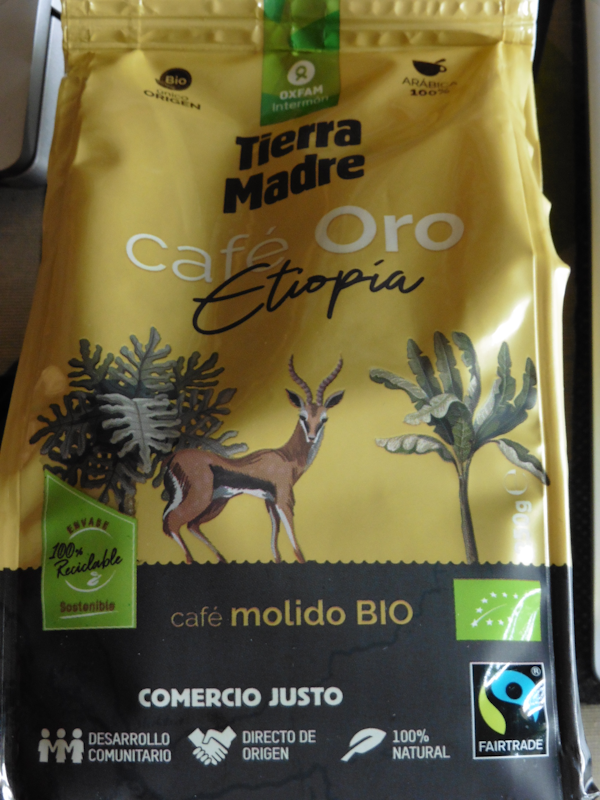 Bio
único
ORIGEN
OXFAM
Intermón
ARÁBICA
100%
Tierra
Madre
café Oro
Etiopía
ENVASE
100%
Reciclable
Sostenible
café molido BIO
COMERCIO JUSTO
DESARROLLO
COMUNITARIO
DIRECTO DE
ORIGEN
100%
NATURAL
®
FAIRTRADE